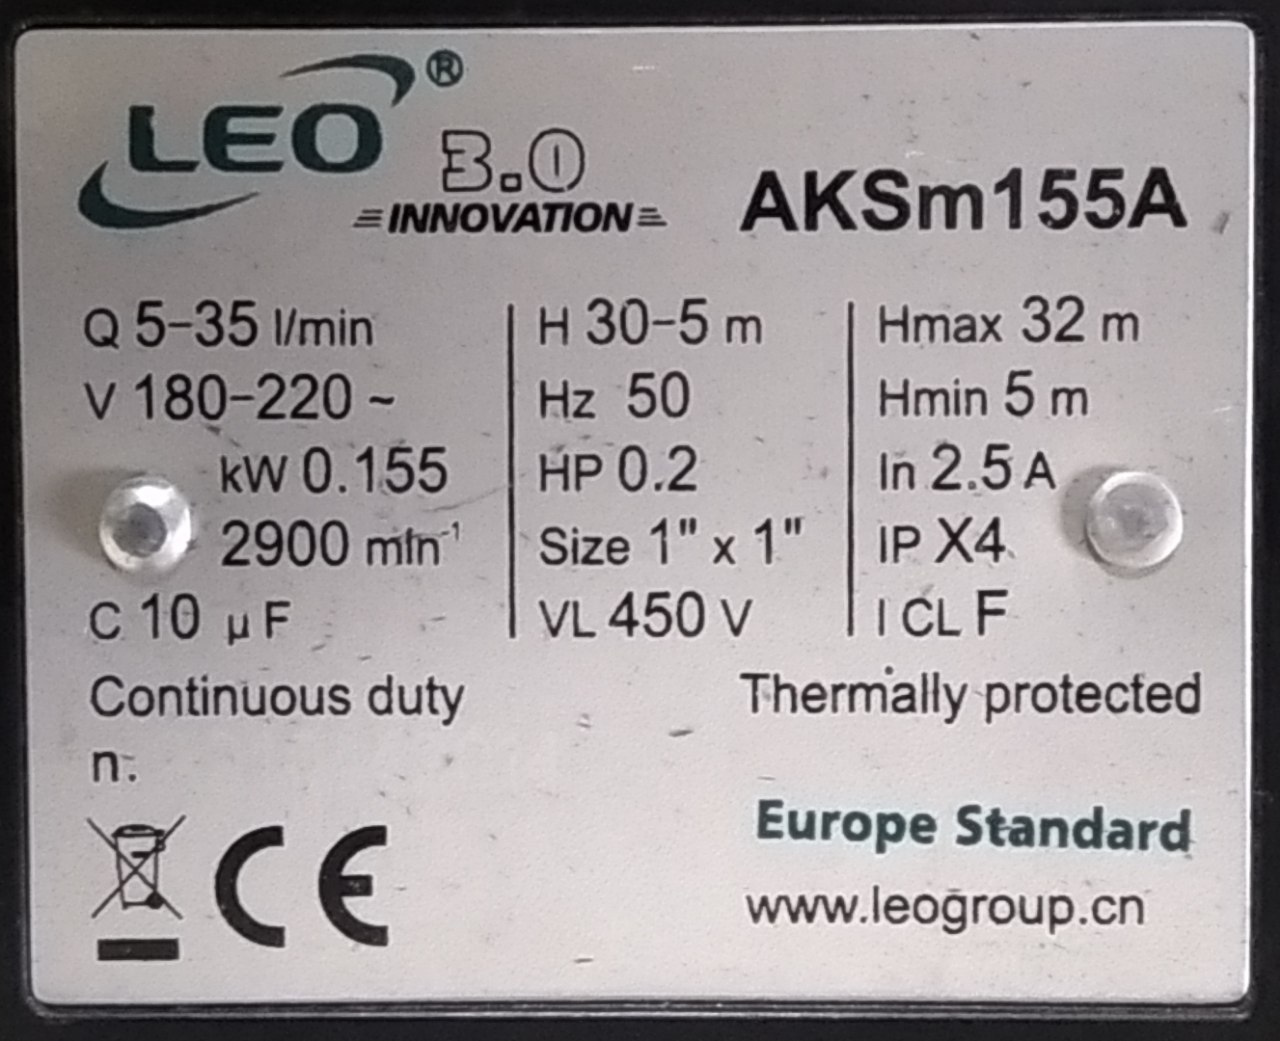 LEO®
3.0
INNOVATION
AKSm155A
Q 5-35 l/min
H 30-5 m
Hmax 32 m
V 180-220 ~
Hz 50
Hmin 5 m
kW 0.155
HP 0.2
In 2.5 A
2900 min⁻¹
Size 1" x 1"
IP X4
C 10 µF
VL 450 V
I CL F
Continuous duty
Thermally protected
n:
CE
Europe Standard
www.leogroup.cn